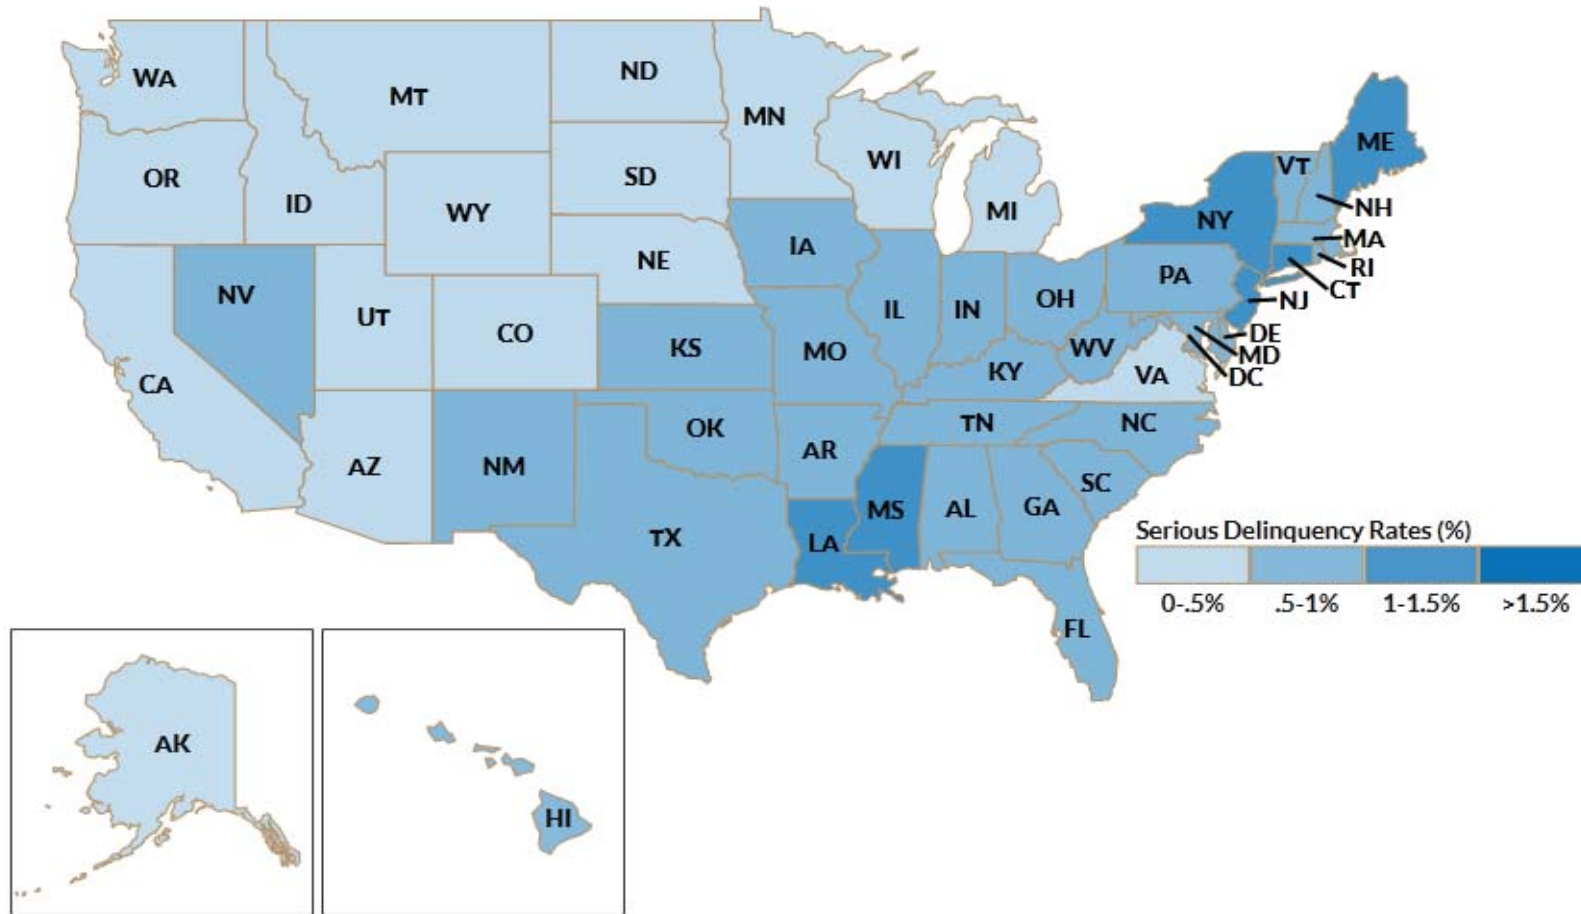 WA
MT
ND
MN
OR
ID
WY
SD
WI
MI
ME
VT
NH
NY
MA
RI
CT
NJ
NV
UT
CO
NE
IA
IL
IN
OH
PA
DE
MD
DC
CA
KS
MO
KY
WV
VA
AZ
NM
OK
AR
TN
NC
SC
TX
LA
MS
AL
GA
FL
Serious Delinquency Rates (%)
0-.5% .5-1% 1-1.5% >1.5%
AK
HI